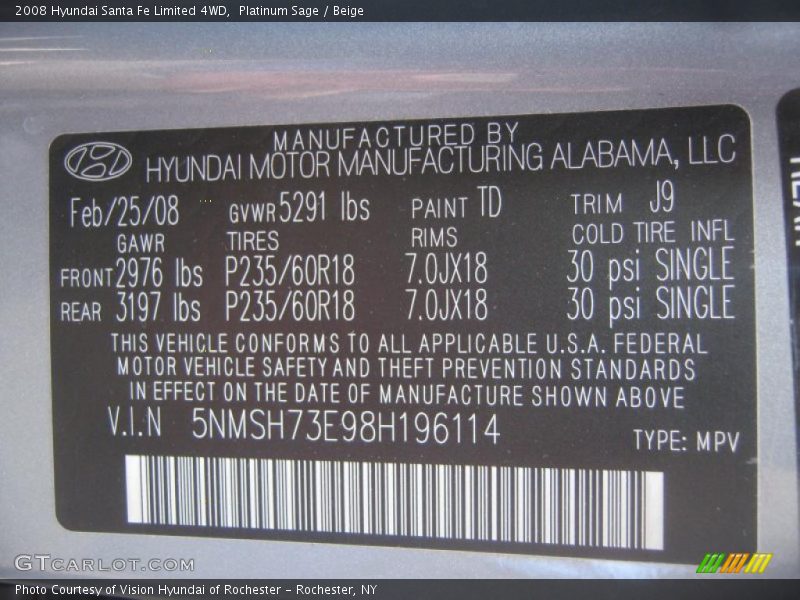 2008 Hyundai Santa Fe Limited 4WD,  Platinum Sage / Beige
MANUFACTURED BY
HYUNDAI MOTOR MANUFACTURING ALABAMA, LLC
Feb/25/08 GVWR 5291 lbs PAINT TD TRIM J9
GAWR TIRES RIMS COLD TIRE INFL
FRONT 2976 lbs P235/60R18 7.0JX18 30 psi SINGLE
REAR 3197 lbs P235/60R18 7.0JX18 30 psi SINGLE
THIS VEHICLE CONFORMS TO ALL APPLICABLE U.S.A. FEDERAL
MOTOR VEHICLE SAFETY AND THEFT PREVENTION STANDARDS
IN EFFECT ON THE DATE OF MANUFACTURE SHOWN ABOVE
V.I.N 5NMSH73E98H196114
TYPE: MPV
GTCARLOT.COM
Photo Courtesy of Vision Hyundai of Rochester - Rochester, NY